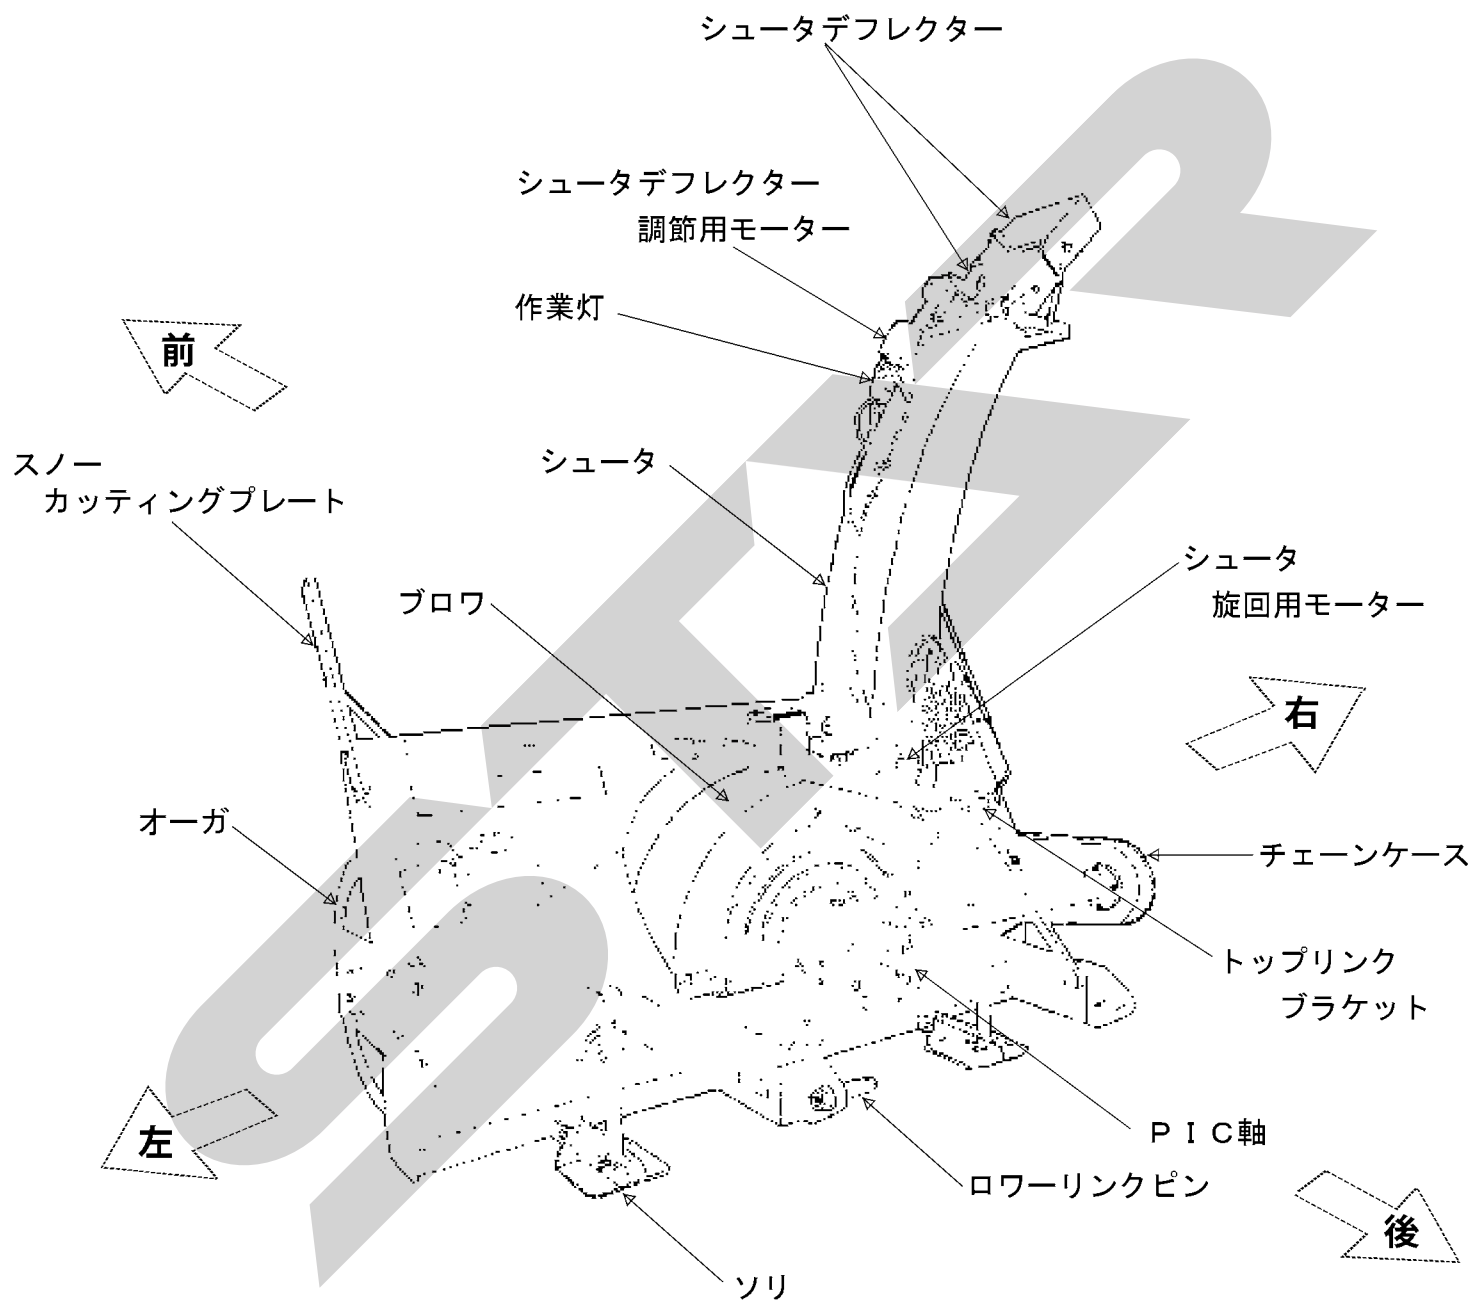 シュータデフレクター
シュータデフレクター
調節用モーター
作業灯
前
スノー
カッティングプレート
シュータ
シュータ
旋回用モーター
ブロワ
右
オーガ
チェーンケース
トップリンク
ブラケット
左
ＰＩＣ軸
ロワーリンクピン
後
ソリ
STAR